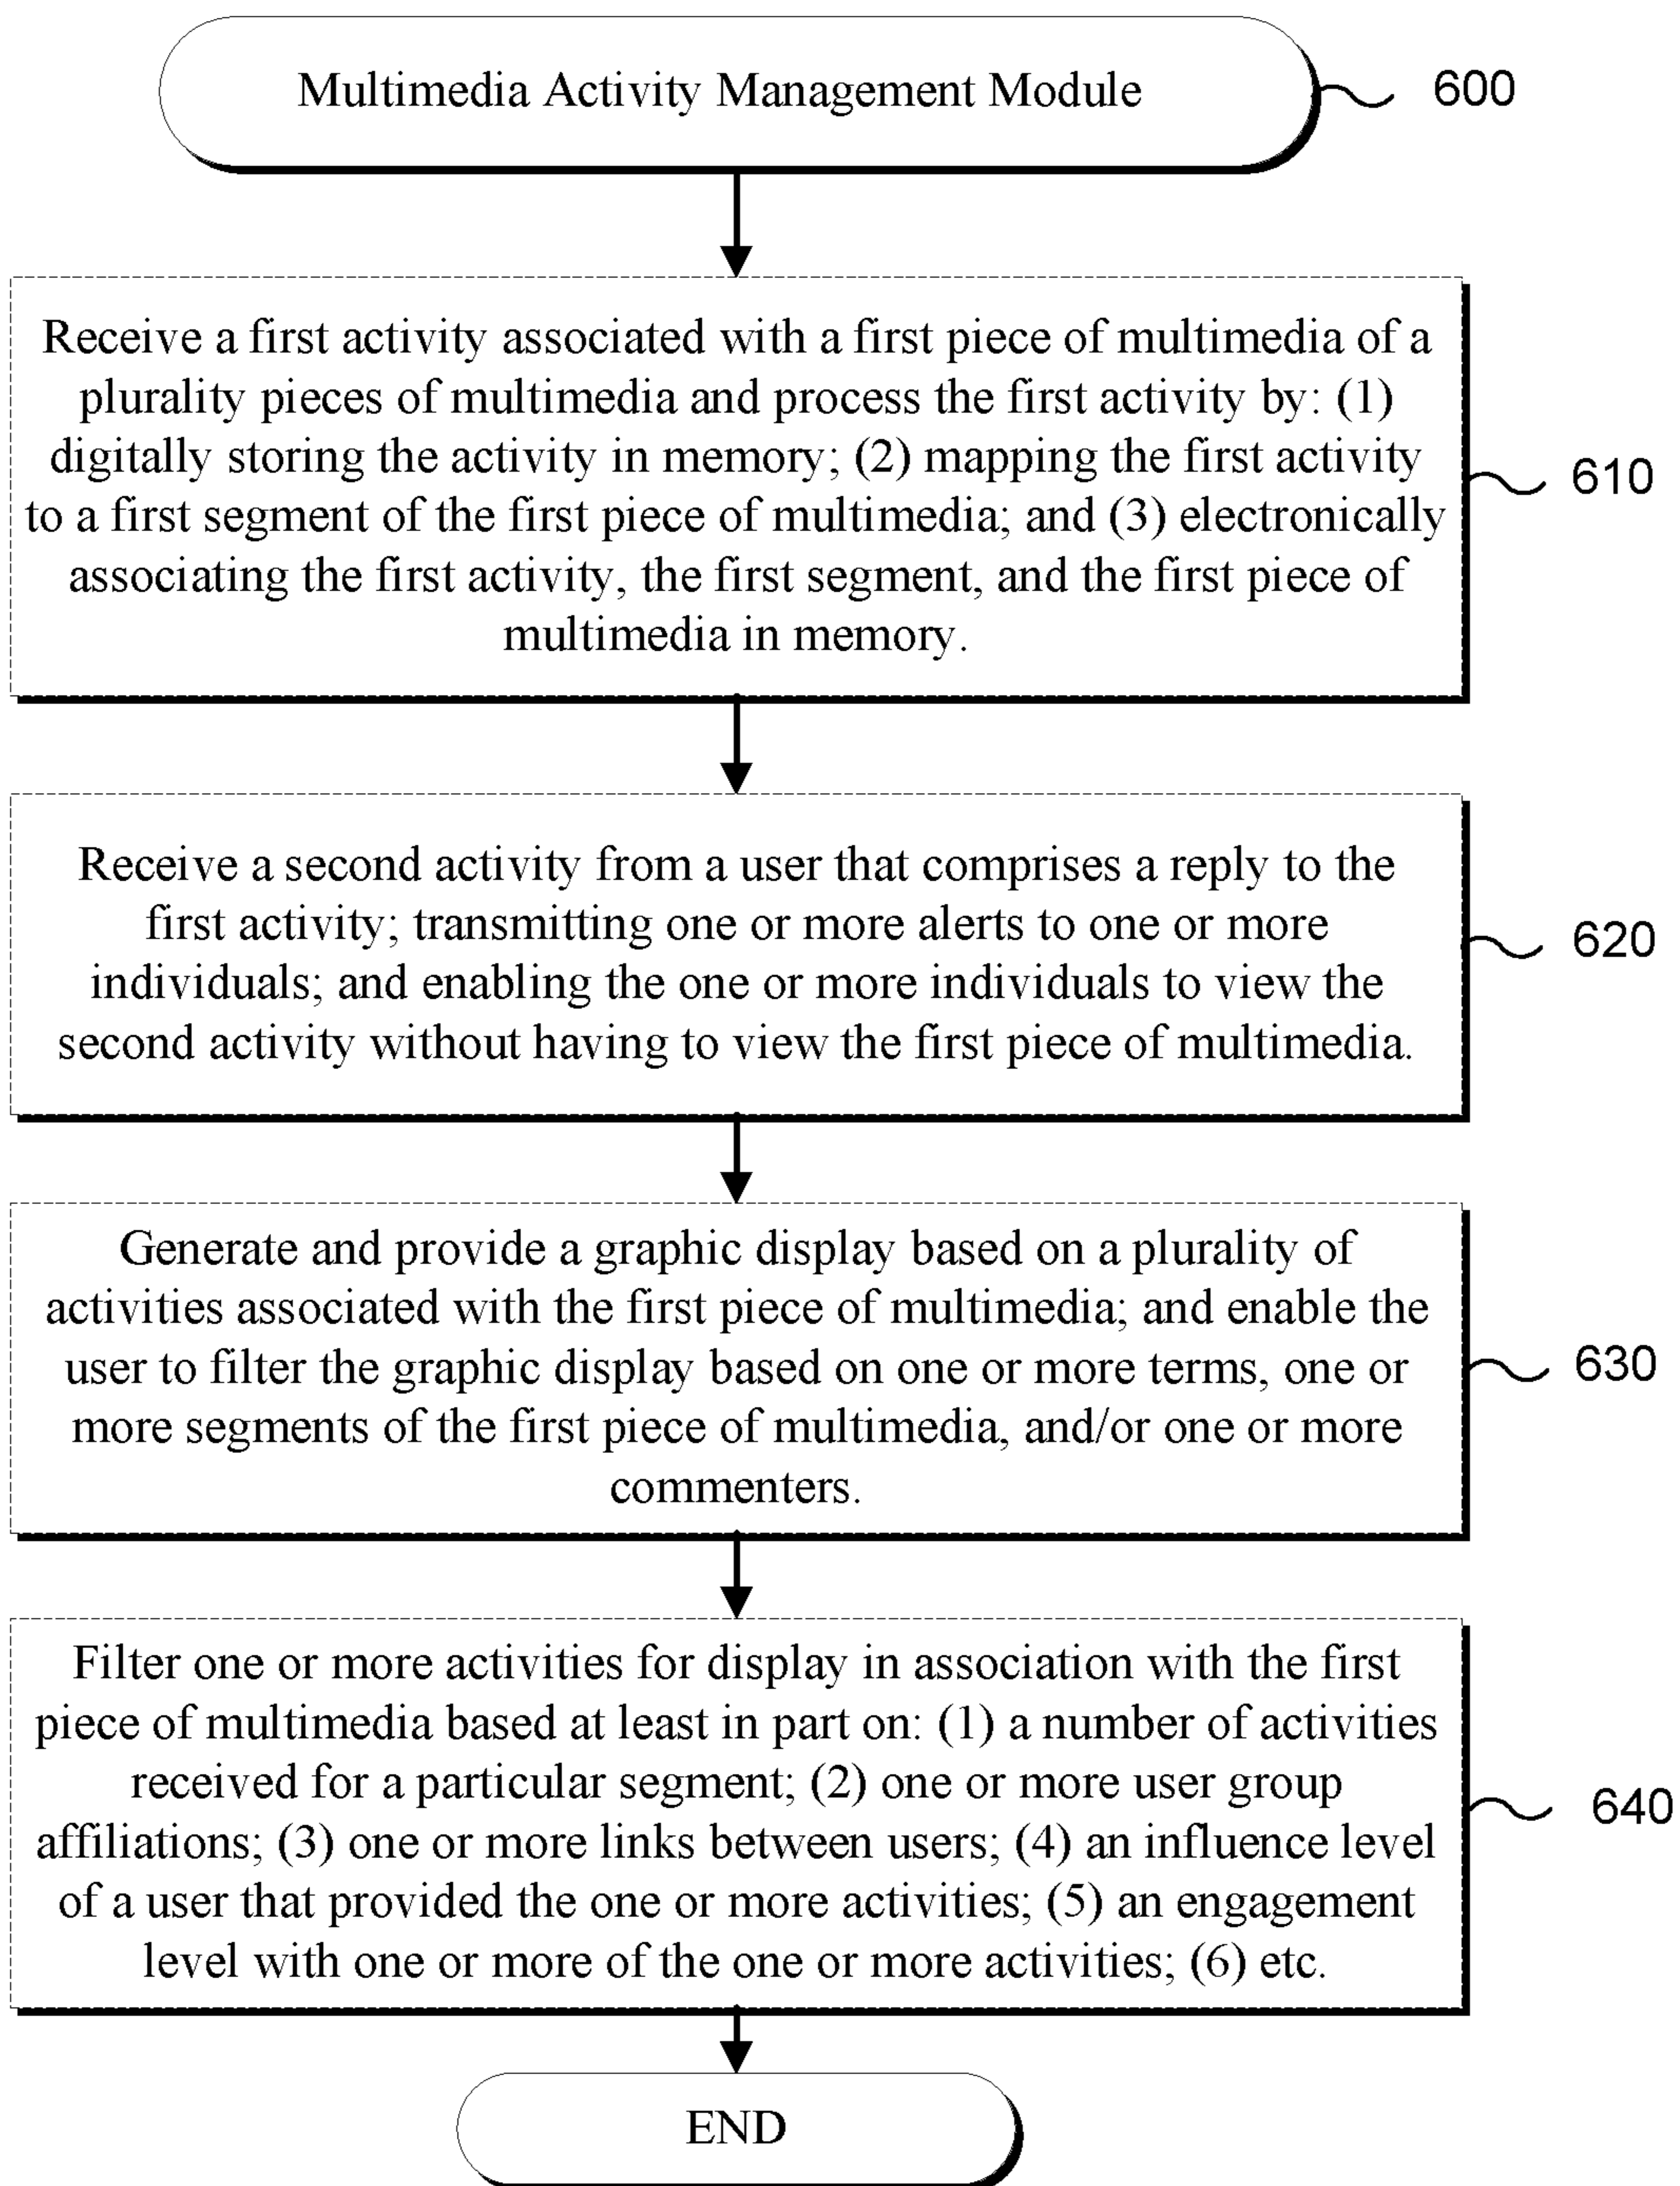 Multimedia Activity Management Module
600
Receive a first activity associated with a first piece of multimedia of a
plurality pieces of multimedia and process the first activity by: (1)
digitally storing the activity in memory; (2) mapping the first activity
to a first segment of the first piece of multimedia; and (3) electronically
associating the first activity, the first segment, and the first piece of
multimedia in memory.
610
Receive a second activity from a user that comprises a reply to the
first activity; transmitting one or more alerts to one or more
individuals; and enabling the one or more individuals to view the
second activity without having to view the first piece of multimedia.
620
Generate and provide a graphic display based on a plurality of
activities associated with the first piece of multimedia; and enable the
user to filter the graphic display based on one or more terms, one or
more segments of the first piece of multimedia, and/or one or more
commenters.
630
Filter one or more activities for display in association with the first
piece of multimedia based at least in part on: (1) a number of activities
received for a particular segment; (2) one or more user group
affiliations; (3) one or more links between users; (4) an influence level
of a user that provided the one or more activities; (5) an engagement
level with one or more of the one or more activities; (6) etc.
640
END